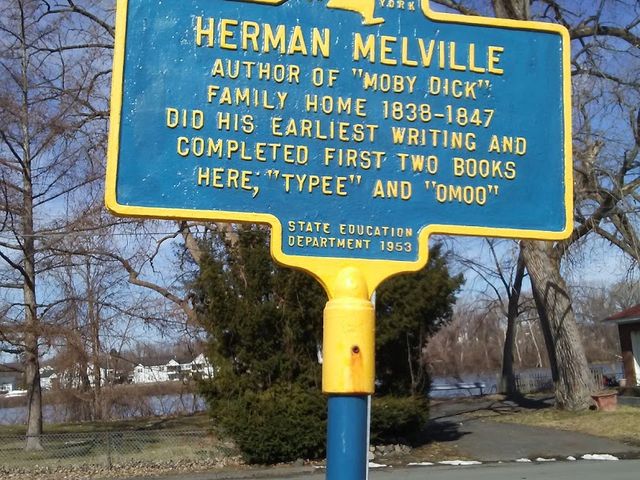 YORK
HERMAN MELVILLE
AUTHOR OF "MOBY DICK"
FAMILY HOME 1838-1847
DID HIS EARLIEST WRITING AND
COMPLETED FIRST TWO BOOKS
HERE; "TYPEE" AND "OMOO"
STATE EDUCATION
DEPARTMENT 1953